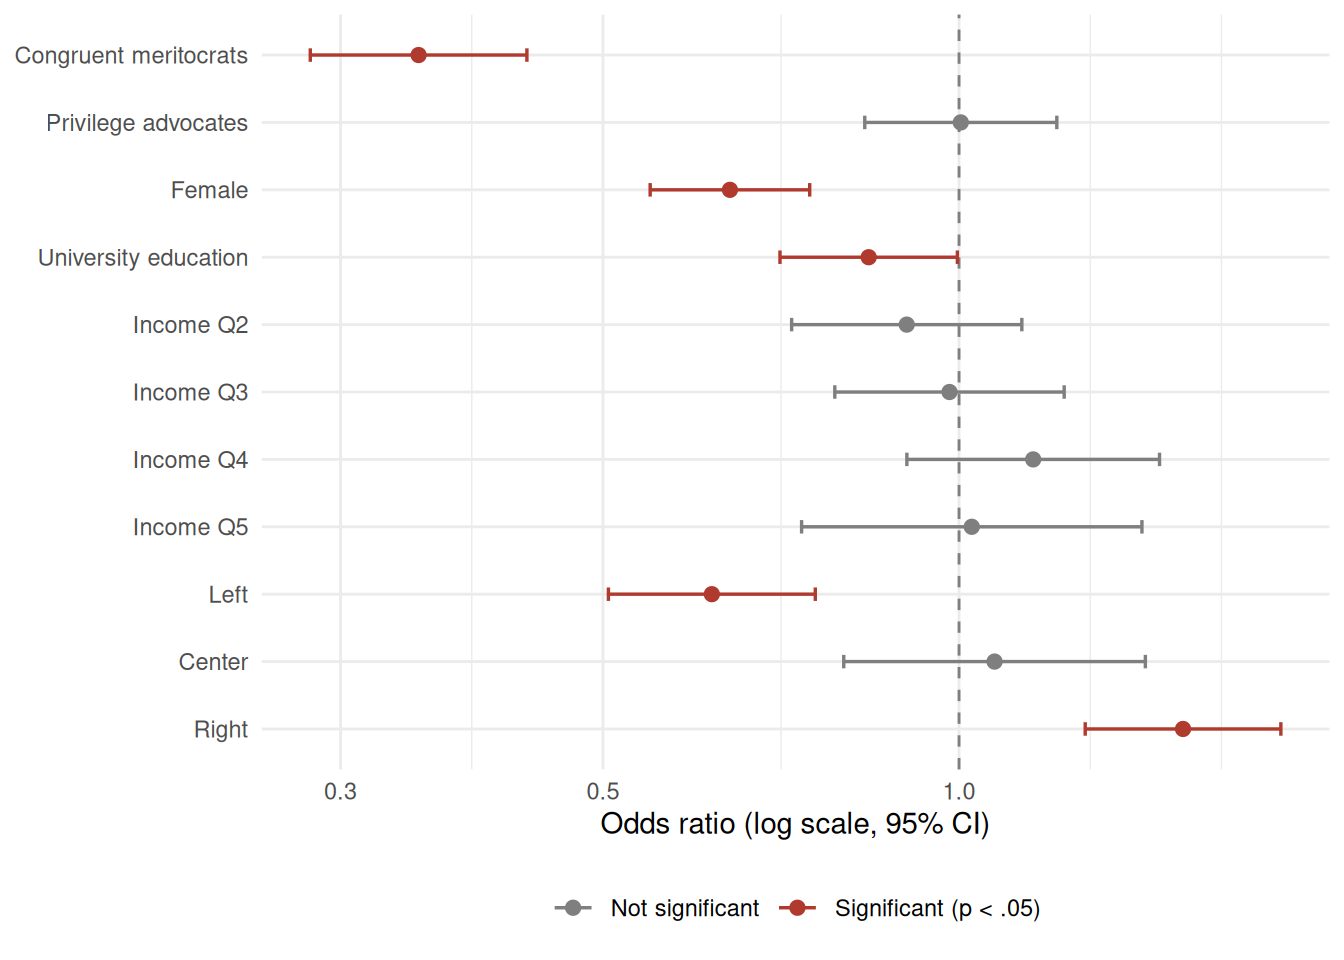 Congruent meritocrats
Privilege advocates
Female
University education
Income Q2
Income Q3
Income Q4
Income Q5
Left
Center
Right
0.3 0.5 1.0
Odds ratio (log scale, 95% CI)
Not significant Significant (p < .05)